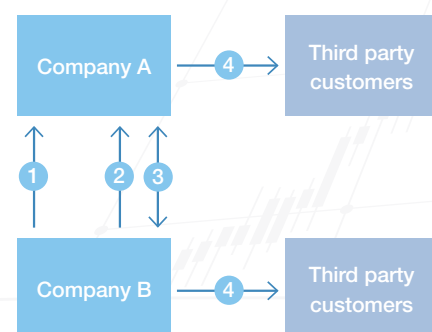 Company A
4
Third party
customers
1
2
3
Company B
4
Third party
customers